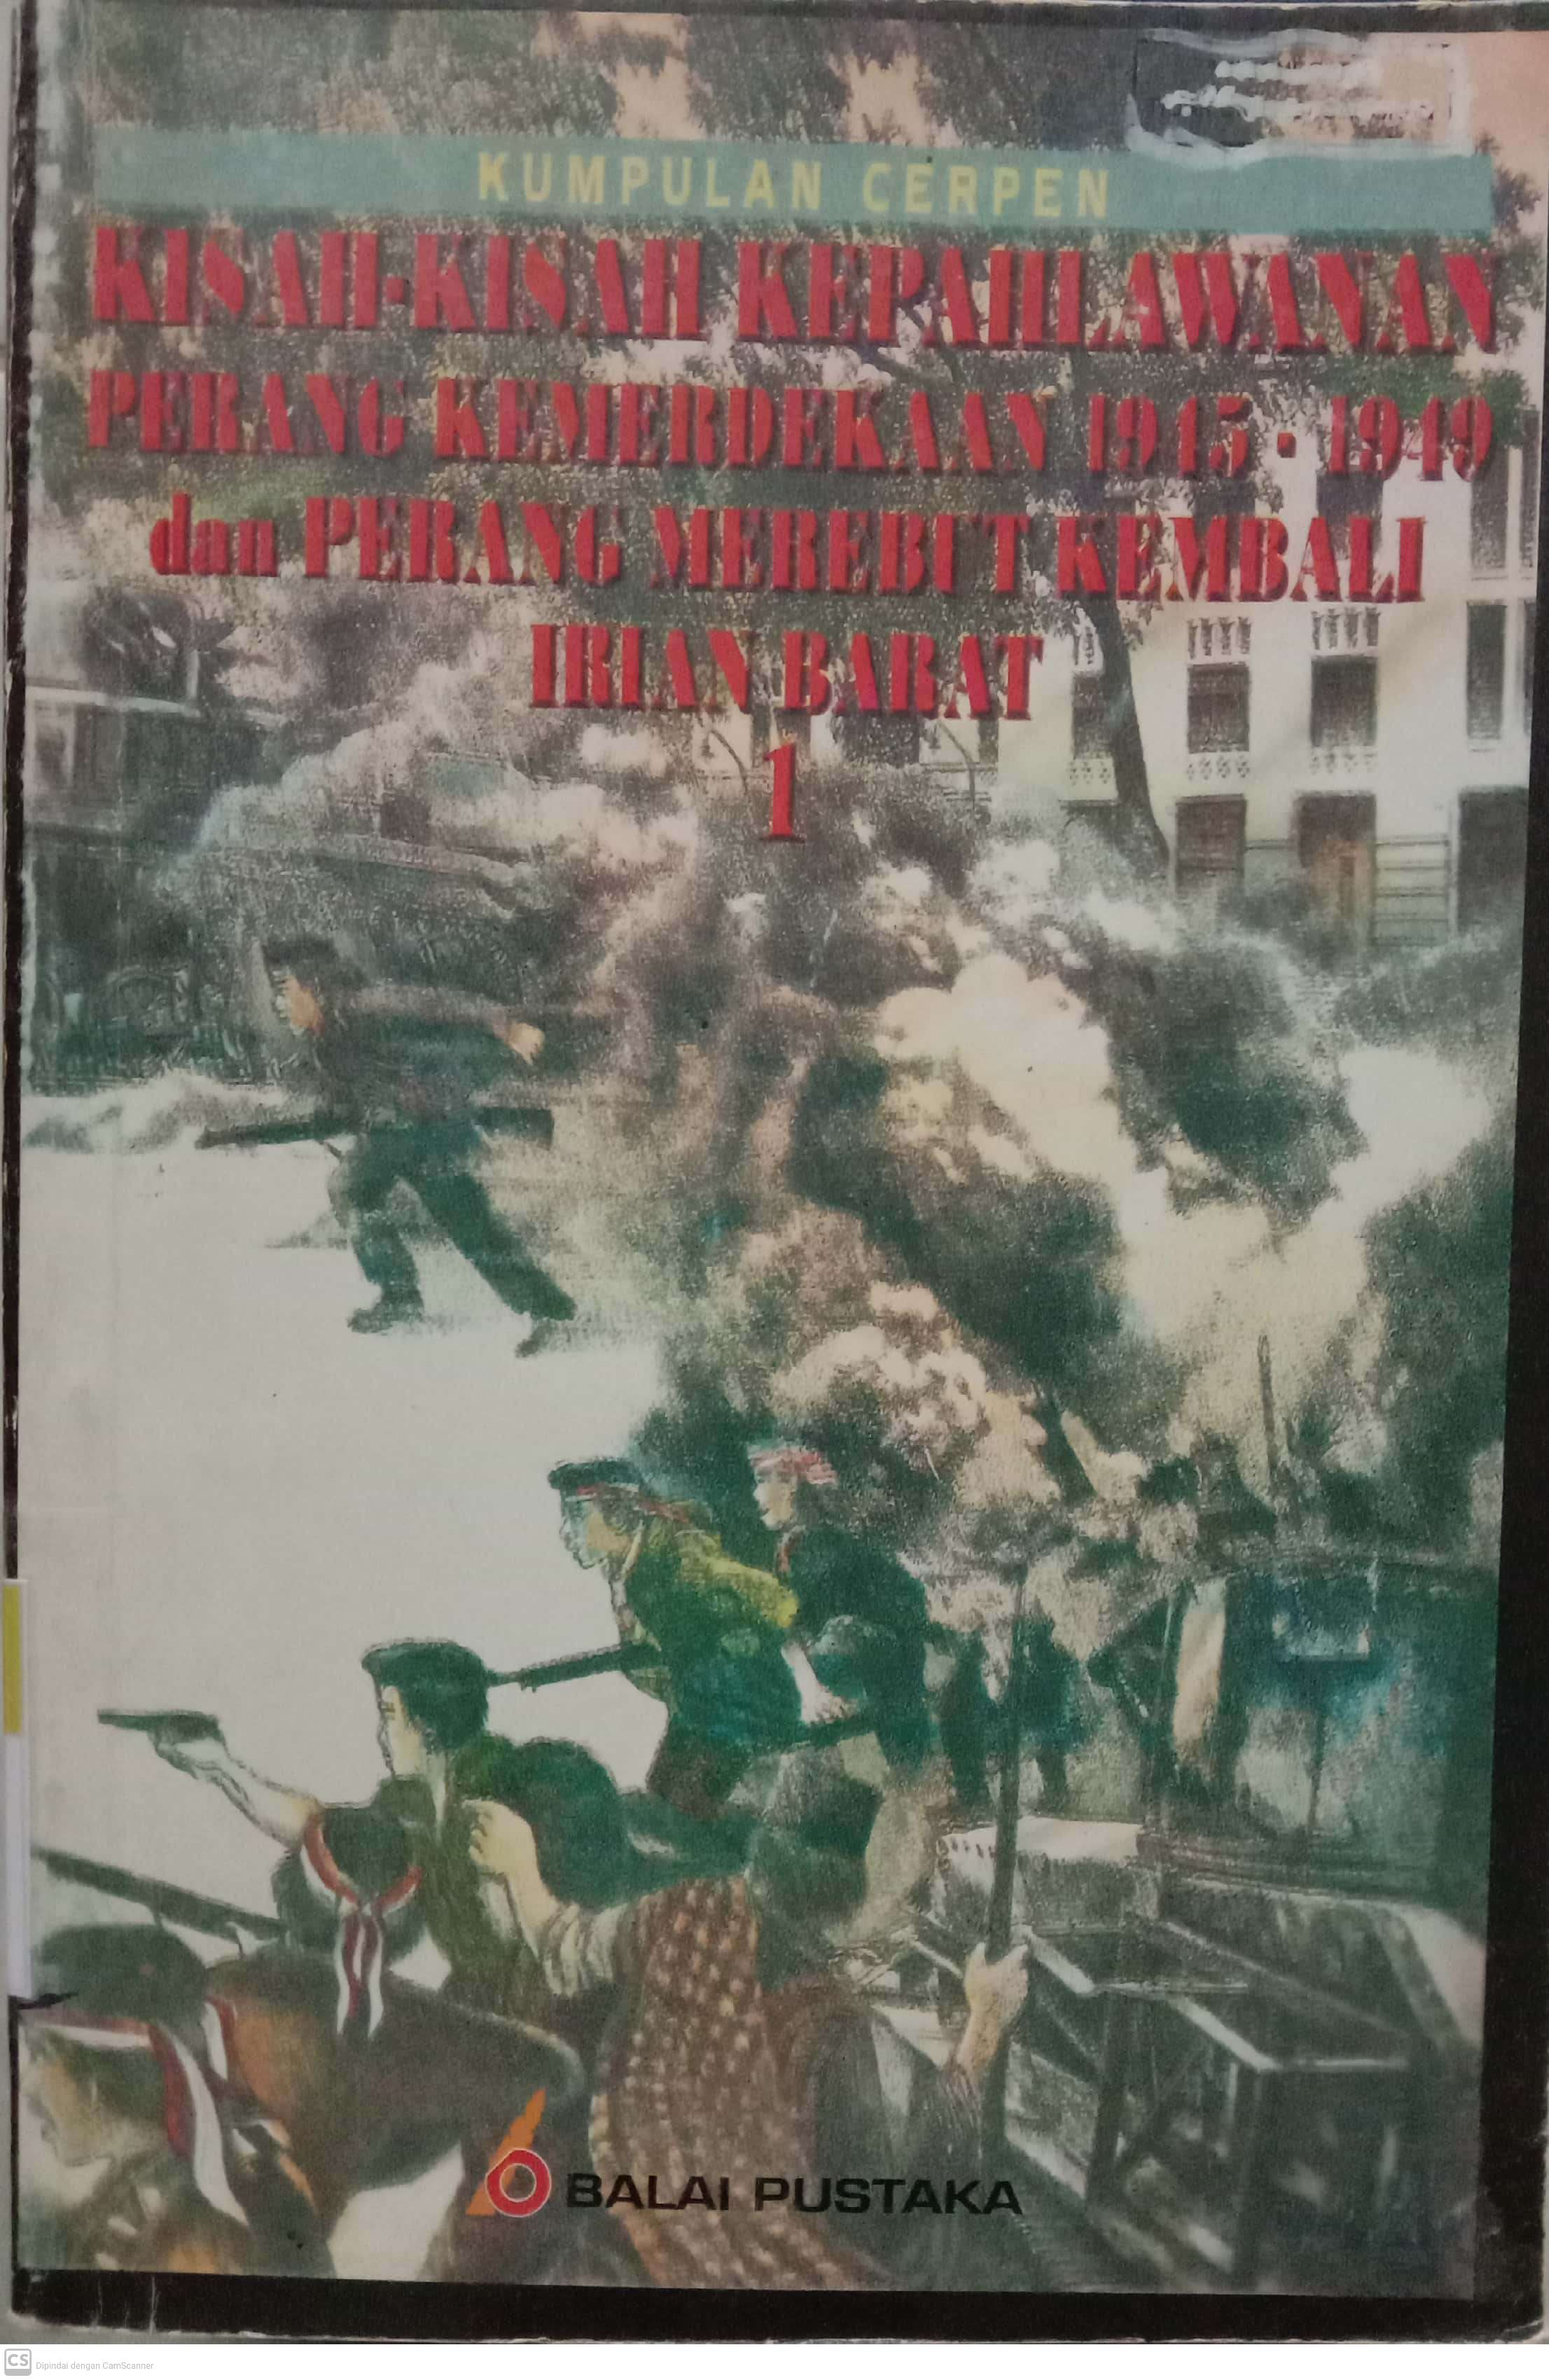 KUMPULAN CERPEN
KISAH-KISAH KEPAHLAWANAN
PERANG KEMERDEKAAN 1945 - 1949
dan PERANG MEREBUT KEMBALI
IRIAN BARAT
1
BALAI PUSTAKA
CS Dipindai dengan CamScanner